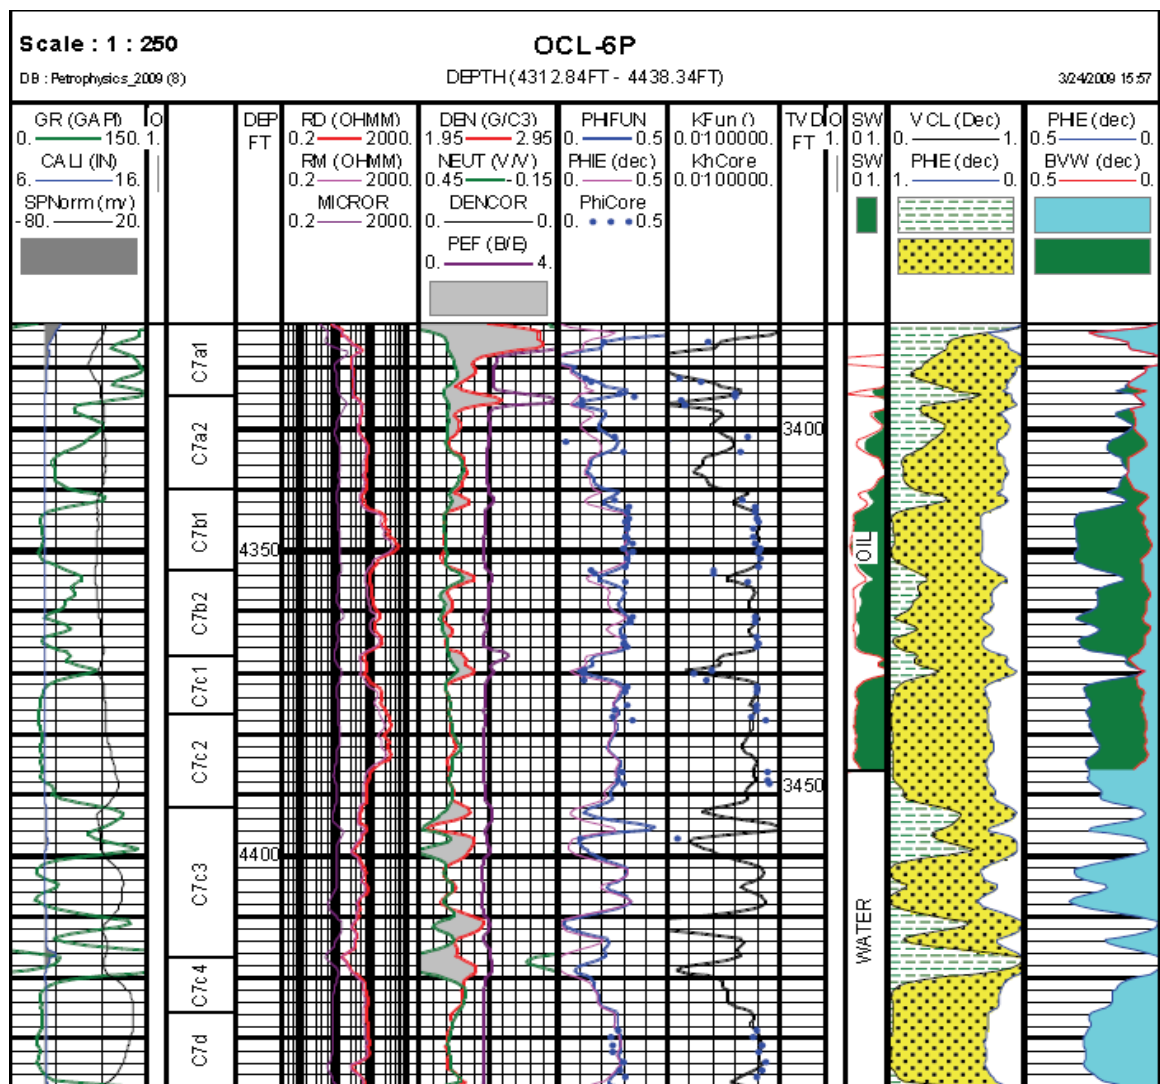 Scale : 1 : 250
OCL-6P
DB : Petrophysics_2009 (8)
DEPTH (4312.84FT - 4438.34FT)
3/24/2009 15:57
GR (GAPI)
0. 150.
CALI (IN)
6. 16.
SPNorm (mv)
-80. 20.
O
1.
DEP
FT
RD (OHMM)
0.2 2000.
RM (OHMM)
0.2 2000.
MICROR
0.2 2000.
DEN (G/C3)
1.95 2.95
NEUT (V/V)
0.45 -0.15
DENCOR
0. 0.
PEF (B/E)
0. 4.
PHIFUN
0. 0.5
PHIE (dec)
0. 0.5
PhiCore
0. 0.5
KFun ()
0.0100000.
KhCore
0.0100000.
TVD
FT
O
1.
SW
0 1.
SW
0 1.
VCL (Dec)
0. 1.
PHIE (dec)
1. 0.
PHIE (dec)
0.5 0.
BVW (dec)
0.5 0.
C7a1
C7a2
C7b1
C7b2
C7c1
C7c2
C7c3
C7c4
C7d
4350
4400
3400
3450
OIL
WATER